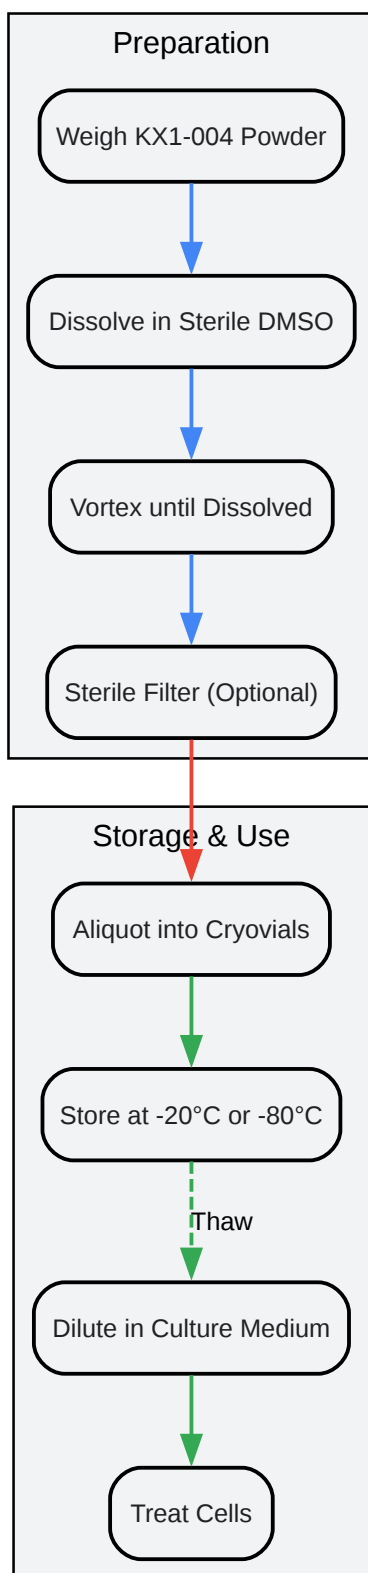 Preparation
Weigh KX1-004 Powder
Dissolve in Sterile DMSO
Vortex until Dissolved
Sterile Filter (Optional)
Storage & Use
Aliquot into Cryovials
Store at -20°C or -80°C
Thaw
Dilute in Culture Medium
Treat Cells